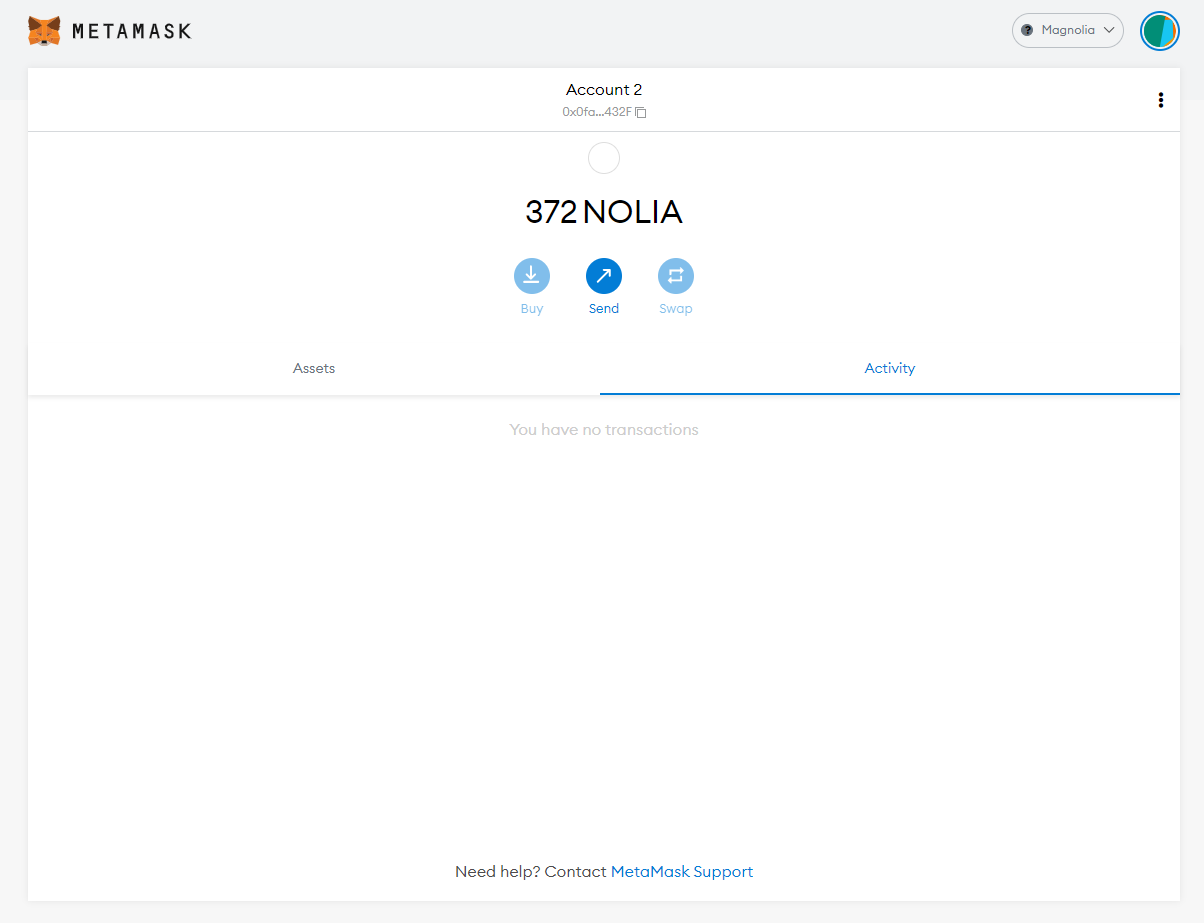 METAMASK
Magnolia
Account 2
0x0fa...432F
372 NOLIA
Buy
Send
Swap
Assets
Activity
You have no transactions
Need help? Contact MetaMask Support